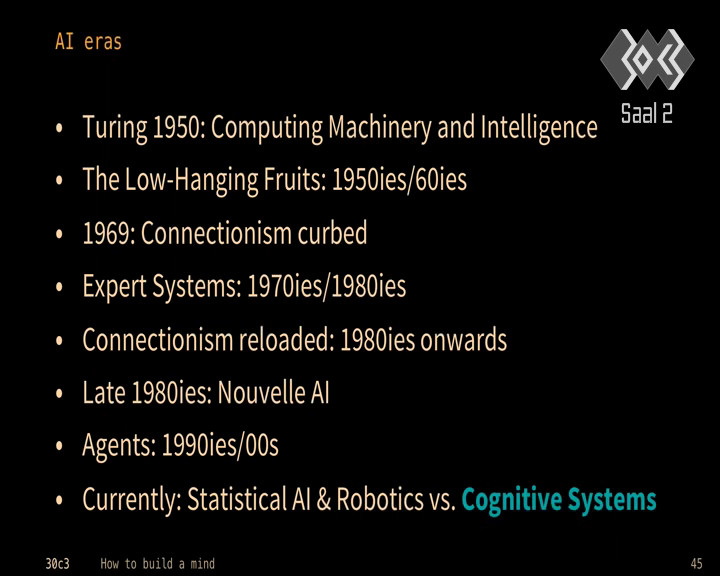 AI eras
Saal 2
• Turing 1950: Computing Machinery and Intelligence
• The Low-Hanging Fruits: 1950ies/60ies
• 1969: Connectionism curbed
• Expert Systems: 1970ies/1980ies
• Connectionism reloaded: 1980ies onwards
• Late 1980ies: Nouvelle AI
• Agents: 1990ies/00s
• Currently: Statistical AI & Robotics vs. Cognitive Systems
30c3 How to build a mind 45